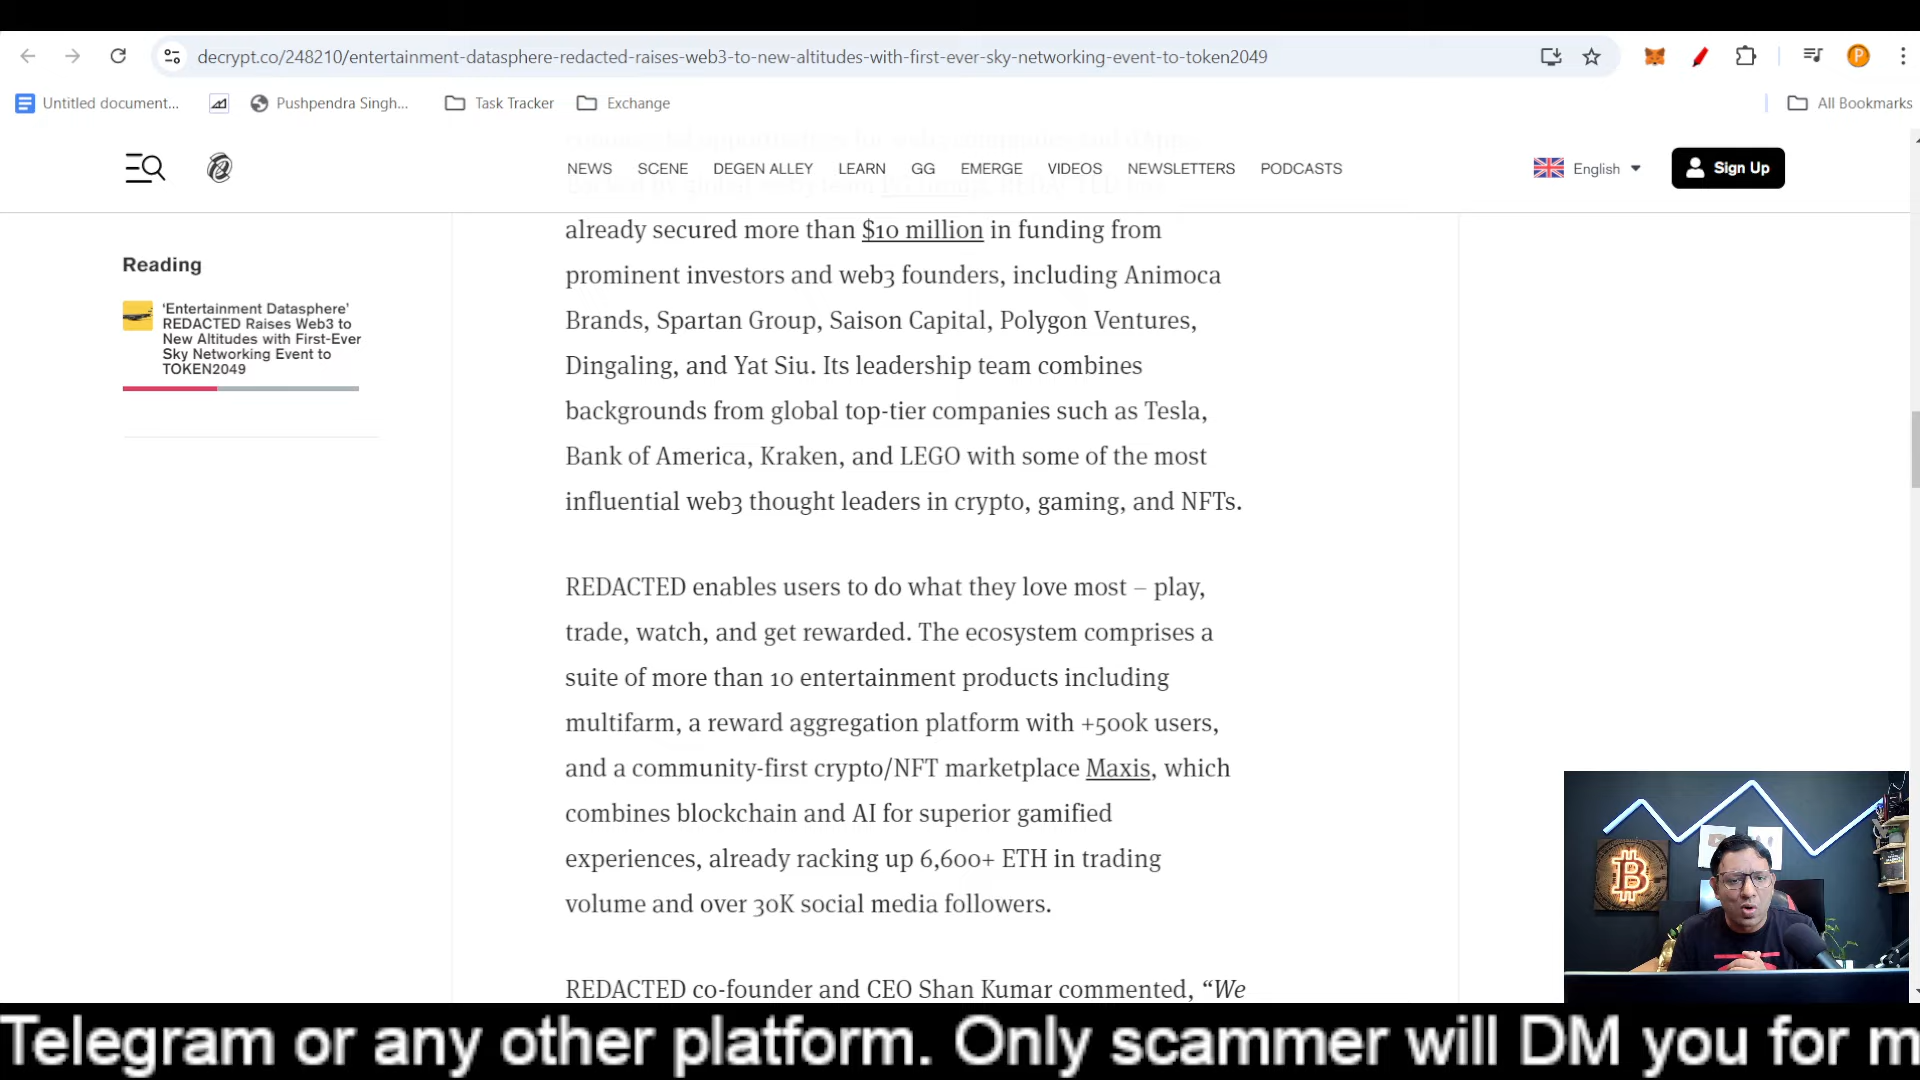 decrypt.co/248210/entertainment-datasphere-redacted-raises-web3-to-new-altitudes-with-first-ever-sky-networking-event-to-token2049
P
Untitled document...
Pushpendra Singh...
Task Tracker
Exchange
All Bookmarks
NEWS
SCENE
DEGEN ALLEY
LEARN
GG
EMERGE
VIDEOS
NEWSLETTERS
PODCASTS
English
Sign Up
Reading
‘Entertainment Datasphere’
REDACTED Raises Web3 to
New Altitudes with First-Ever
Sky Networking Event to
TOKEN2049
already secured more than $10 million in funding from
prominent investors and web3 founders, including Animoca
Brands, Spartan Group, Saison Capital, Polygon Ventures,
Dingaling, and Yat Siu. Its leadership team combines
backgrounds from global top-tier companies such as Tesla,
Bank of America, Kraken, and LEGO with some of the most
influential web3 thought leaders in crypto, gaming, and NFTs.
REDACTED enables users to do what they love most – play,
trade, watch, and get rewarded. The ecosystem comprises a
suite of more than 10 entertainment products including
multifarm, a reward aggregation platform with +500k users,
and a community-first crypto/NFT marketplace Maxis, which
combines blockchain and AI for superior gamified
experiences, already racking up 6,600+ ETH in trading
volume and over 30K social media followers.
REDACTED co-founder and CEO Shan Kumar commented, “We
Telegram or any other platform. Only scammer will DM you for m